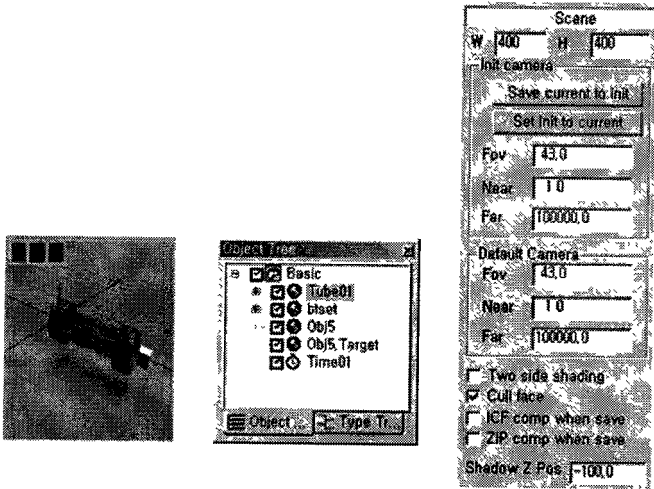 Object Tree
Basic
Tube01
btset
Obj5
Obj5,Target
Time01
Object
Type Tr...
Scene
W 400 H 400
Init camera
Save current to Init
Set Init to current
Fov 43,0
Near 1 0
Far 100000,0
Default Camera
Fov 43,0
Near 1 0
Far 100000,0
Two side shading
Cull face
ICF comp when save
ZIP comp when save
Shadow Z Pos -100,0